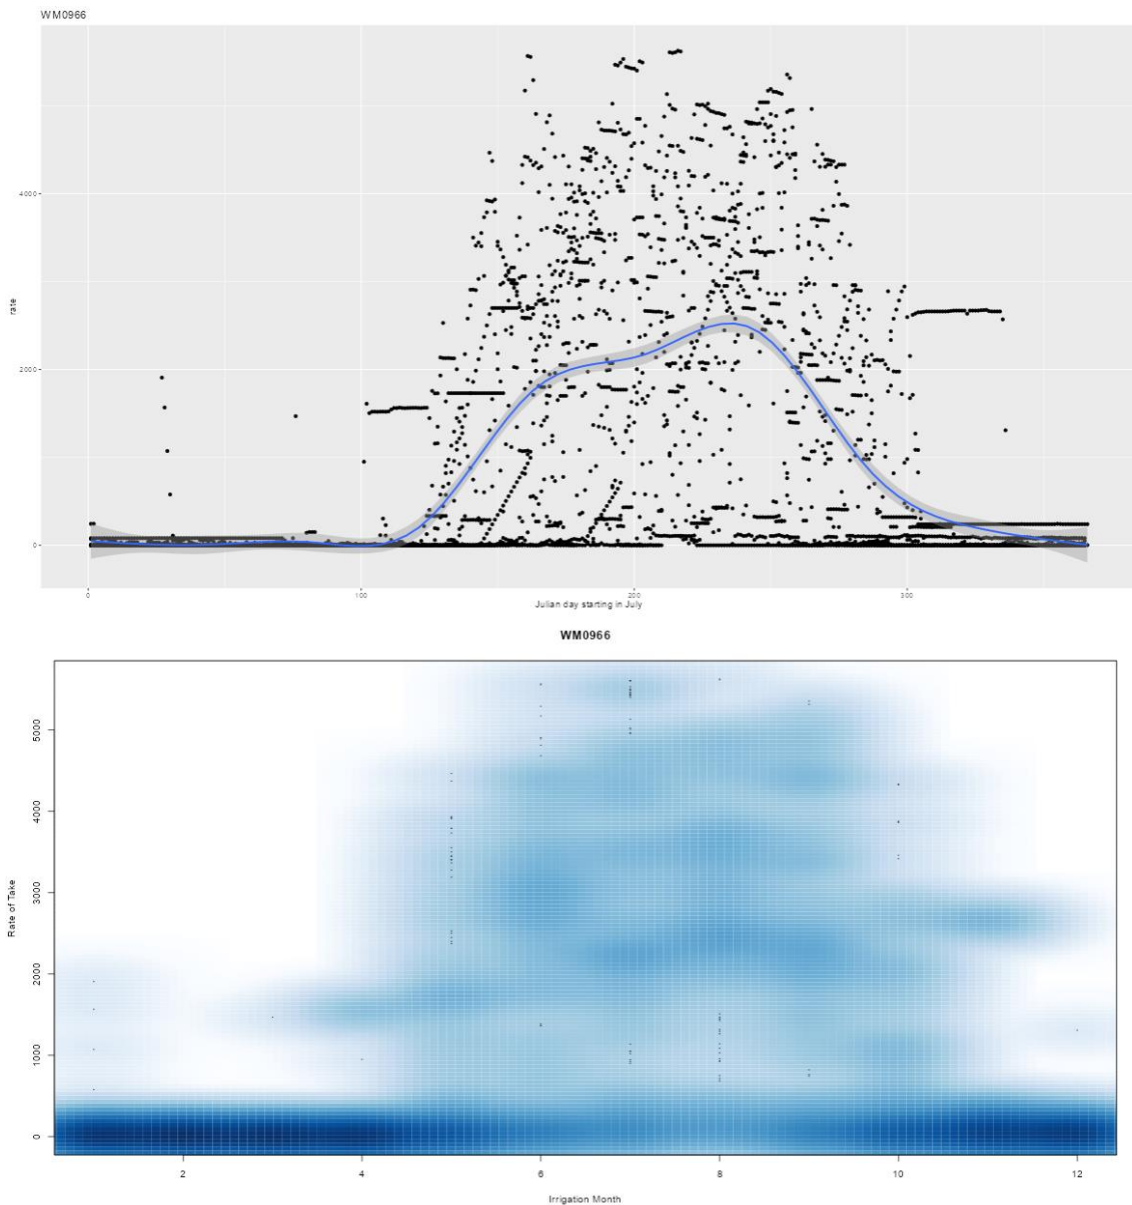 WM0966
4000
2000
0
rate
0 100 200 300
Julian day starting in July
WM0966
5000
4000
3000
2000
1000
0
Rate of Take
2 4 6 8 10 12
Irrigation Month